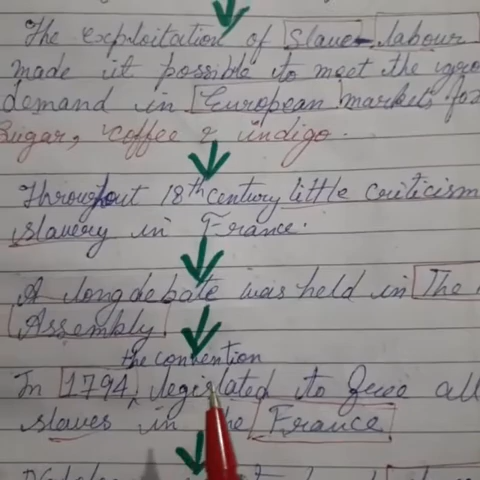 The exploitation of Slave-labour
made it possible to meet the
demand in European markets for
Sugar, coffee & indigo.
Throughout 18th century little criticism
slavery in France.
A long debate was held in The
Assembly
the convention
In 1794, legislated to free all
slaves in the France